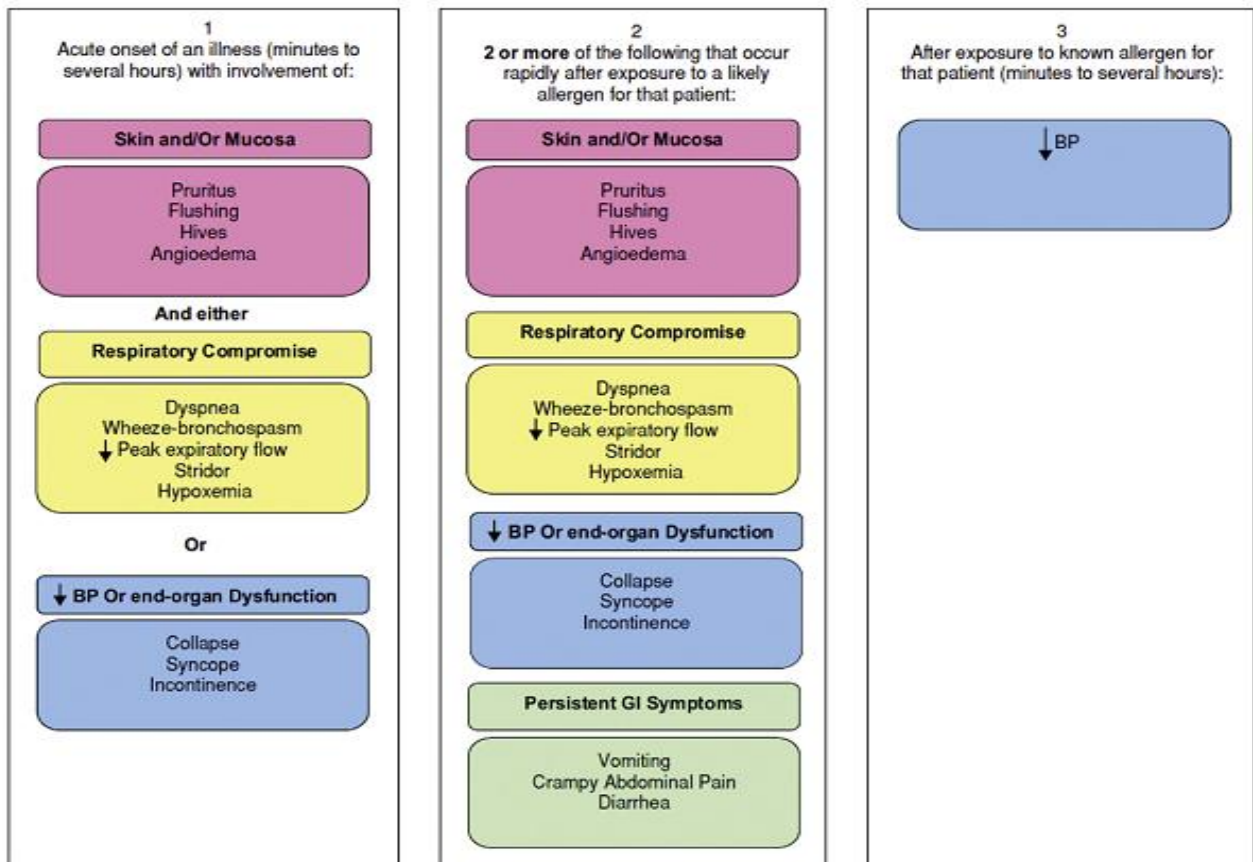 1
Acute onset of an illness (minutes to
several hours) with involvement of:
Skin and/Or Mucosa
Pruritus
Flushing
Hives
Angioedema
And either
Respiratory Compromise
Dyspnea
Wheeze-bronchospasm
↓ Peak expiratory flow
Stridor
Hypoxemia
Or
↓ BP Or end-organ Dysfunction
Collapse
Syncope
Incontinence
2
2 or more of the following that occur
rapidly after exposure to a likely
allergen for that patient:
Skin and/Or Mucosa
Pruritus
Flushing
Hives
Angioedema
Respiratory Compromise
Dyspnea
Wheeze-bronchospasm
↓ Peak expiratory flow
Stridor
Hypoxemia
↓ BP Or end-organ Dysfunction
Collapse
Syncope
Incontinence
Persistent GI Symptoms
Vomiting
Crampy Abdominal Pain
Diarrhea
3
After exposure to known allergen for
that patient (minutes to several hours):
↓ BP